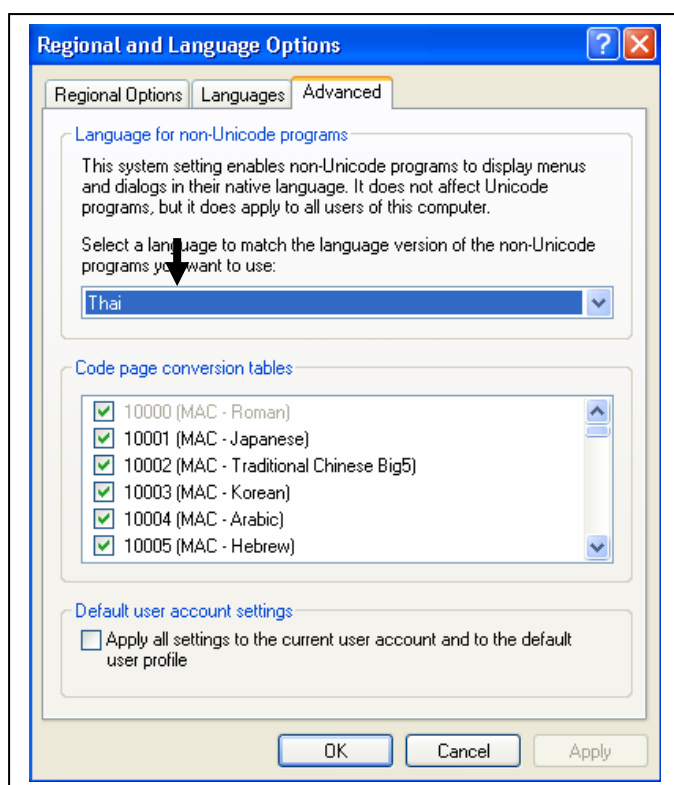 Regional and Language Options
Regional Options Languages Advanced
Language for non-Unicode programs
This system setting enables non-Unicode programs to display menus
and dialogs in their native language. It does not affect Unicode
programs, but it does apply to all users of this computer.
Select a language to match the language version of the non-Unicode
programs you want to use:
Thai
Code page conversion tables
10000 (MAC - Roman)
10001 (MAC - Japanese)
10002 (MAC - Traditional Chinese Big5)
10003 (MAC - Korean)
10004 (MAC - Arabic)
10005 (MAC - Hebrew)
Default user account settings
Apply all settings to the current user account and to the default
user profile
OK Cancel Apply